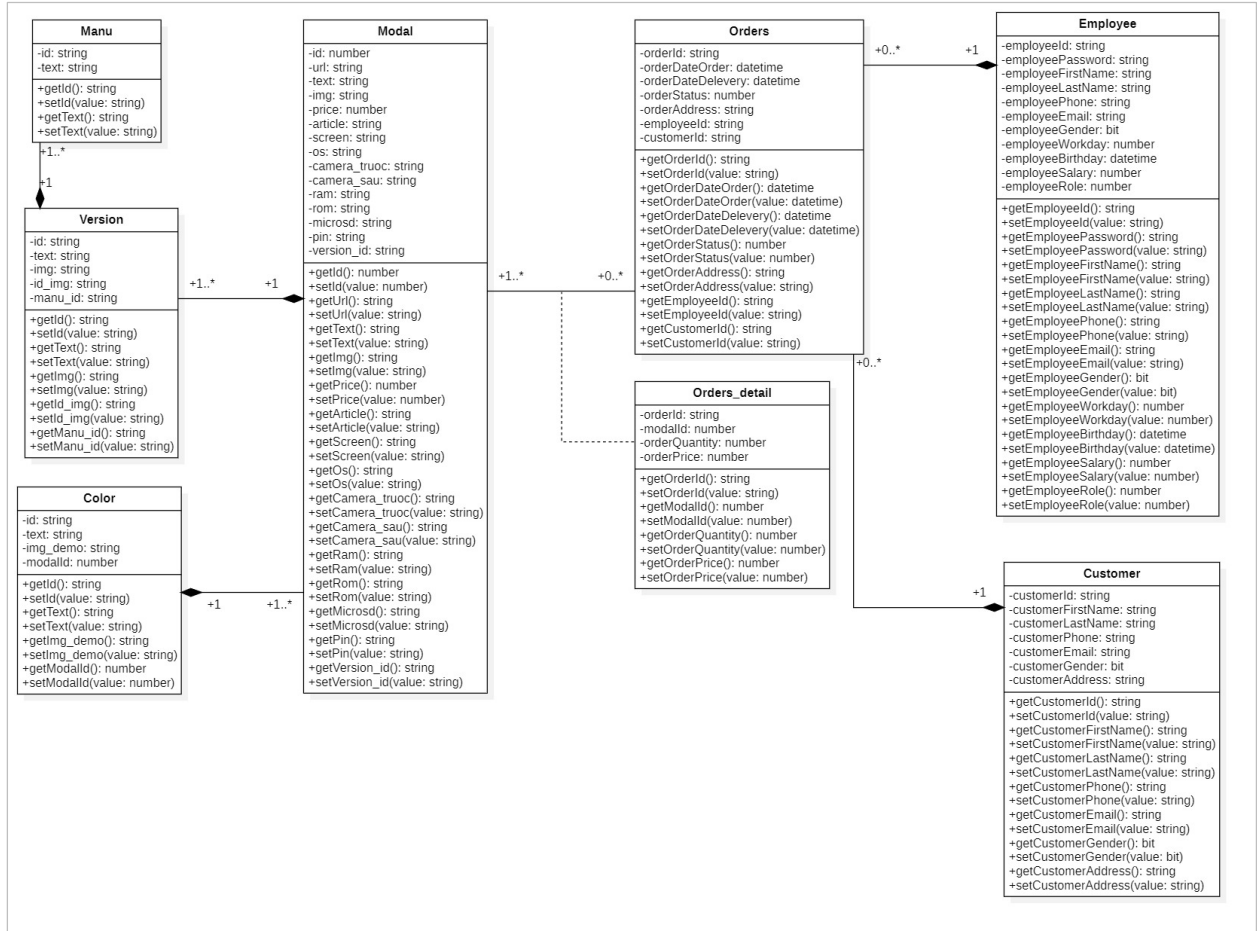 Manu
-id: string
-text: string
+getId(): string
+setId(value: string)
+getText(): string
+setText(value: string)
+1..*
+1
Version
-id: string
-text: string
-img: string
-id_img: string
-manu_id: string
+getId(): string
+setId(value: string)
+getText(): string
+setText(value: string)
+getImg(): string
+setImg(value: string)
+getId_img(): string
+setId_img(value: string)
+getManu_id(): string
+setManu_id(value: string)
+1..*
+1
Color
-id: string
-text: string
-img_demo: string
-modalId: number
+getId(): string
+setId(value: string)
+getText(): string
+setText(value: string)
+getImg_demo(): string
+setImg_demo(value: string)
+getModalId(): number
+setModalId(value: number)
+1
+1..*
Modal
-id: number
-url: string
-text: string
-img: string
-price: number
-article: string
-screen: string
-os: string
-camera_truoc: string
-camera_sau: string
-ram: string
-rom: string
-microsd: string
-pin: string
-version_id: string
+getId(): number
+setId(value: number)
+getUrl(): string
+setUrl(value: string)
+getText(): string
+setText(value: string)
+getImg(): string
+setImg(value: string)
+getPrice(): number
+setPrice(value: number)
+getArticle(): string
+setArticle(value: string)
+getScreen(): string
+setScreen(value: string)
+getOs(): string
+setOs(value: string)
+getCamera_truoc(): string
+setCamera_truoc(value: string)
+getCamera_sau(): string
+setCamera_sau(value: string)
+getRam(): string
+setRam(value: string)
+getRom(): string
+setRom(value: string)
+getMicrosd(): string
+setMicrosd(value: string)
+getPin(): string
+setPin(value: string)
+getVersion_id(): string
+setVersion_id(value: string)
+1..*
+0..*
Orders
-orderId: string
-orderDateOrder: datetime
-orderDateDelevery: datetime
-orderStatus: number
-orderAddress: string
-employeeId: string
-customerId: string
+getOrderId(): string
+setOrderId(value: string)
+getOrderDateOrder(): datetime
+setOrderDateOrder(value: datetime)
+getOrderDateDelevery(): datetime
+setOrderDateDelevery(value: datetime)
+getOrderStatus(): number
+setOrderStatus(value: number)
+getOrderAddress(): string
+setOrderAddress(value: string)
+getEmployeeId(): string
+setEmployeeId(value: string)
+getCustomerId(): string
+setCustomerId(value: string)
+0..*
+1
+0..*
Orders_detail
-orderId: string
-modalId: number
-orderQuantity: number
-orderPrice: number
+getOrderId(): string
+setOrderId(value: string)
+getModalId(): number
+setModalId(value: number)
+getOrderQuantity(): number
+setOrderQuantity(value: number)
+getOrderPrice(): number
+setOrderPrice(value: number)
Employee
-employeeId: string
-employeePassword: string
-employeeFirstName: string
-employeeLastName: string
-employeePhone: string
-employeeEmail: string
-employeeGender: bit
-employeeWorkday: number
-employeeBirthday: datetime
-employeeSalary: number
-employeeRole: number
+getEmployeeId(): string
+setEmployeeId(value: string)
+getEmployeePassword(): string
+setEmployeePassword(value: string)
+getEmployeeFirstName(): string
+setEmployeeFirstName(value: string)
+getEmployeeLastName(): string
+setEmployeeLastName(value: string)
+getEmployeePhone(): string
+setEmployeePhone(value: string)
+getEmployeeEmail(): string
+setEmployeeEmail(value: string)
+getEmployeeGender(): bit
+setEmployeeGender(value: bit)
+getEmployeeWorkday(): number
+setEmployeeWorkday(value: number)
+getEmployeeBirthday(): datetime
+setEmployeeBirthday(value: datetime)
+getEmployeeSalary(): number
+setEmployeeSalary(value: number)
+getEmployeeRole(): number
+setEmployeeRole(value: number)
+1
Customer
-customerId: string
-customerFirstName: string
-customerLastName: string
-customerPhone: string
-customerEmail: string
-customerGender: bit
-customerAddress: string
+getCustomerId(): string
+setCustomerId(value: string)
+getCustomerFirstName(): string
+setCustomerFirstName(value: string)
+getCustomerLastName(): string
+setCustomerLastName(value: string)
+getCustomerPhone(): string
+setCustomerPhone(value: string)
+getCustomerEmail(): string
+setCustomerEmail(value: string)
+getCustomerGender(): bit
+setCustomerGender(value: bit)
+getCustomerAddress(): string
+setCustomerAddress(value: string)